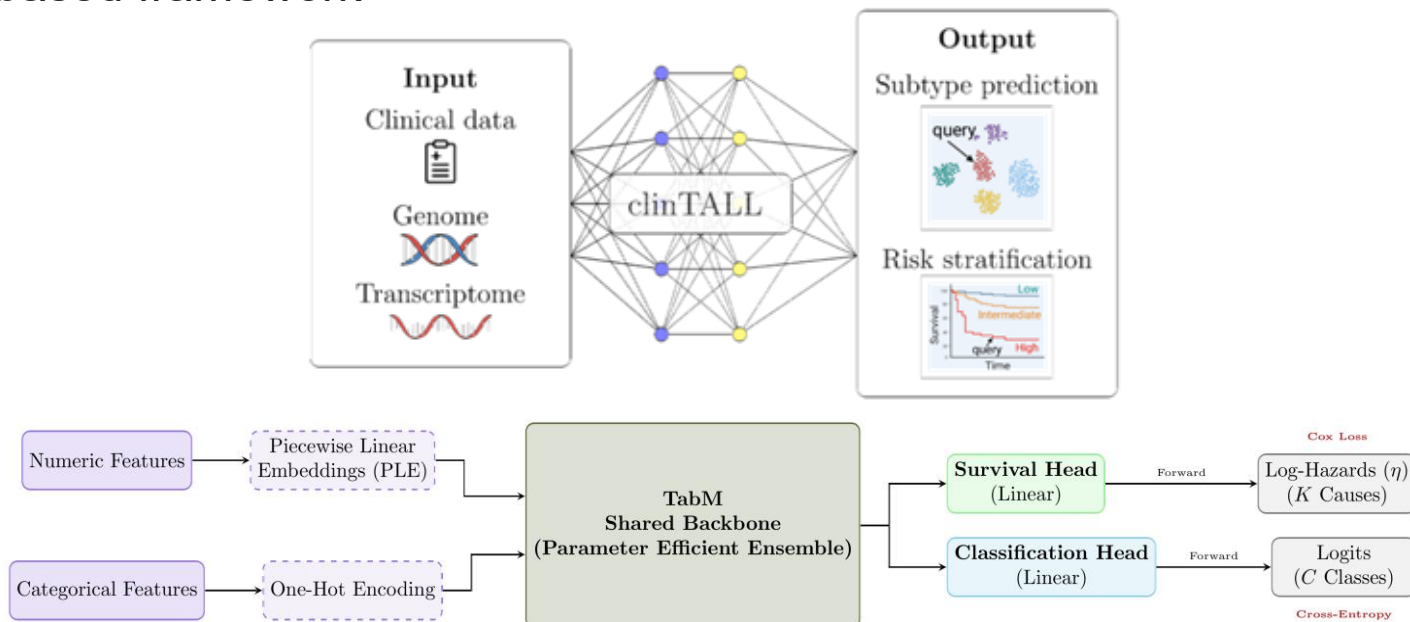 based framework
Input
Clinical data
Genome
Transcriptome
clinTALL
Output
Subtype prediction
query
Risk stratification
Survival
Low
Intermediate
High
query
Time
Numeric Features
Piecewise Linear
Embeddings (PLE)
Categorical Features
One-Hot Encoding
TabM
Shared Backbone
(Parameter Efficient Ensemble)
Survival Head
(Linear)
Forward
Cox Loss
Log-Hazards (η)
(K Causes)
Classification Head
(Linear)
Forward
Logits
(C Classes)
Cross-Entropy